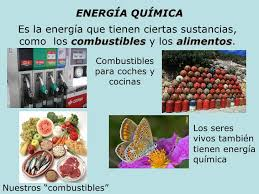 ENERGÍA QUÍMICA
Es la energía que tienen ciertas sustancias,
como los combustibles y los alimentos.
Combustibles
para coches y
cocinas
Los seres
vivos también
tienen energía
química
Nuestros “combustibles”